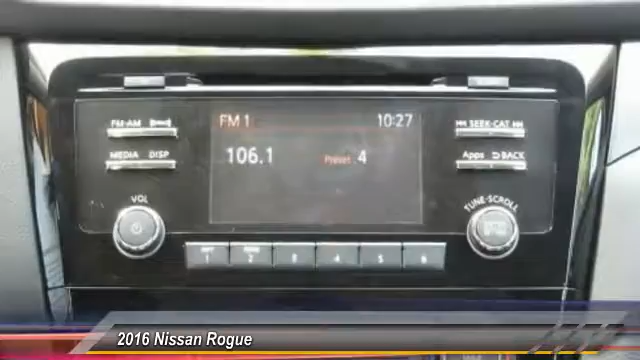 FM 1 10:27
FM-AM SEEK-CAT
106.1 Preset 4
MEDIA DISP Apps BACK
VOL TUNE-SCROLL
1 2 3 4 5 6
2016 Nissan Rogue